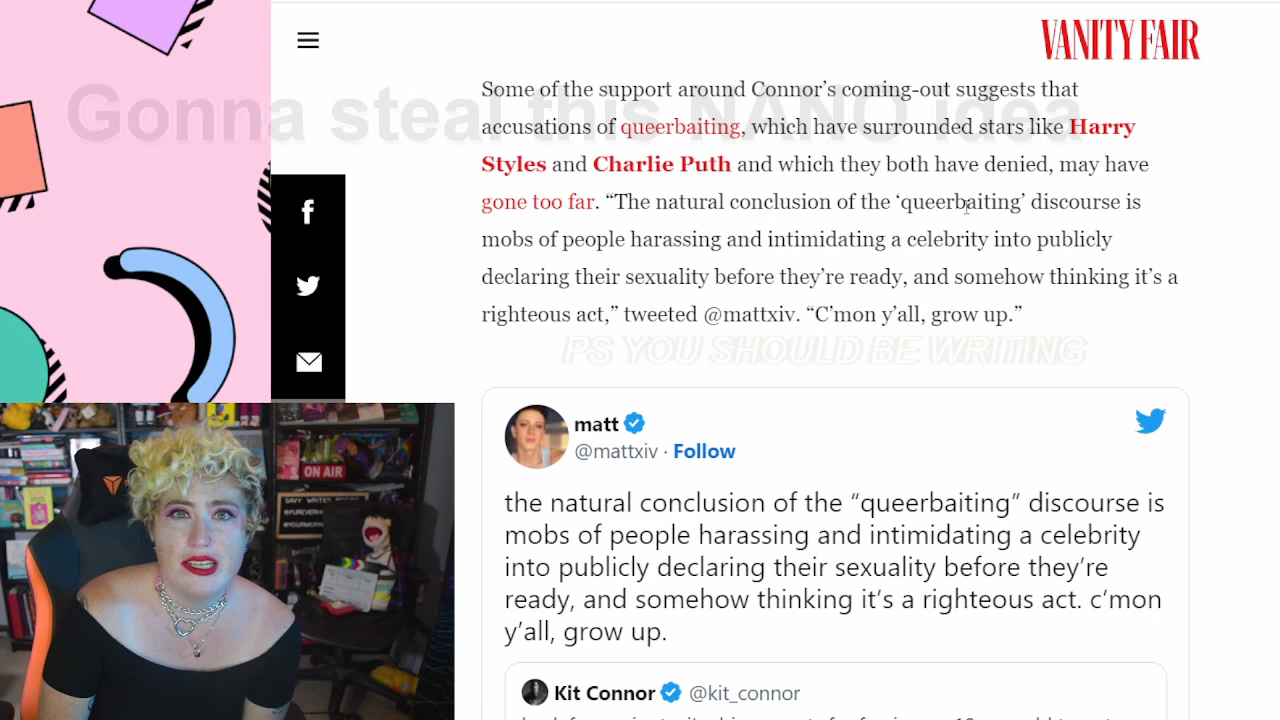 VANITY FAIR
Gonna steal this NANO idea
Some of the support around Connor’s coming-out suggests that
accusations of queerbaiting, which have surrounded stars like Harry
Styles and Charlie Puth and which they both have denied, may have
gone too far. “The natural conclusion of the ‘queerbaiting’ discourse is
mobs of people harassing and intimidating a celebrity into publicly
declaring their sexuality before they’re ready, and somehow thinking it’s a
righteous act,” tweeted @mattxiv. “C’mon y’all, grow up.”
PS YOU SHOULD BE WRITING
matt
@mattxiv · Follow
the natural conclusion of the “queerbaiting” discourse is
mobs of people harassing and intimidating a celebrity
into publicly declaring their sexuality before they’re
ready, and somehow thinking it’s a righteous act. c’mon
y’all, grow up.
Kit Connor @kit_connor
ON AIR